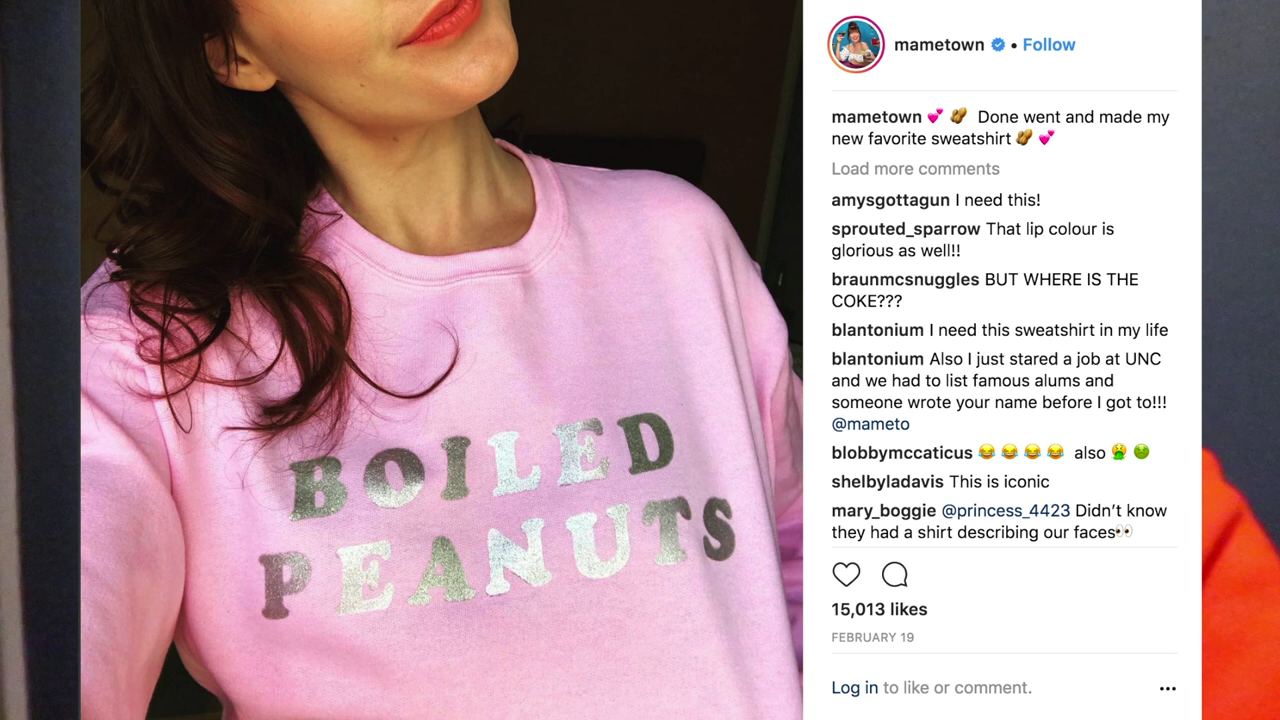 BOILED
PEANUTS
mametown • Follow
mametown 💕 🥜 Done went and made my
new favorite sweatshirt 🥜 💕
Load more comments
amysgottagun I need this!
sprouted_sparrow That lip colour is
glorious as well!!
braunmcsnuggles BUT WHERE IS THE
COKE???
blantonium I need this sweatshirt in my life
blantonium Also I just stared a job at UNC
and we had to list famous alums and
someone wrote your name before I got to!!!
@mameto
blobbymccaticus 😂 😂 😂 😂 also 🤮 🤢
shelbyladavis This is iconic
mary_boggie @princess_4423 Didn’t know
they had a shirt describing our faces👀
15,013 likes
FEBRUARY 19
Log in to like or comment.